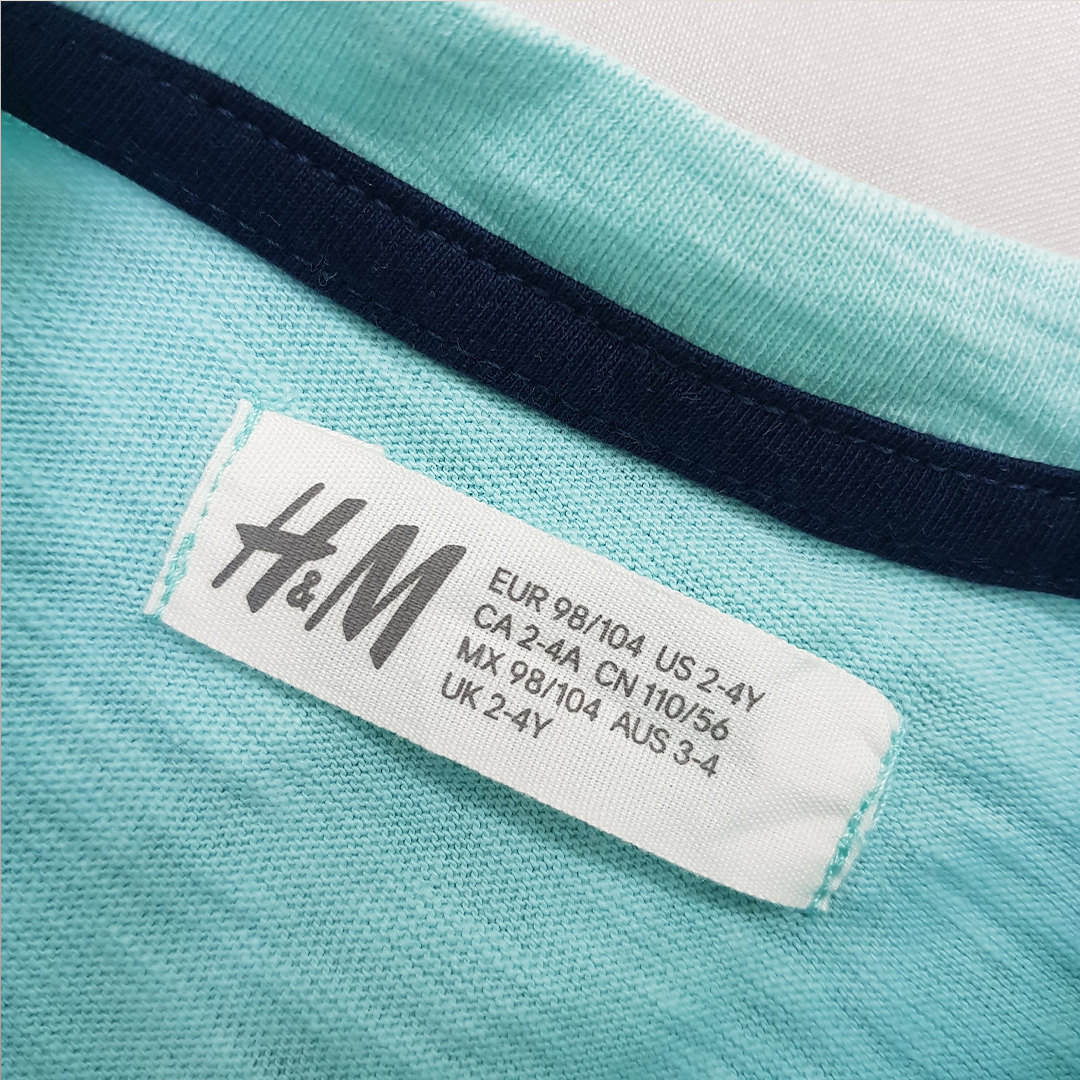 H&M
EUR 98/104 US 2-4Y
CA 2-4A CN 110/56
MX 98/104 AUS 3-4
UK 2-4Y